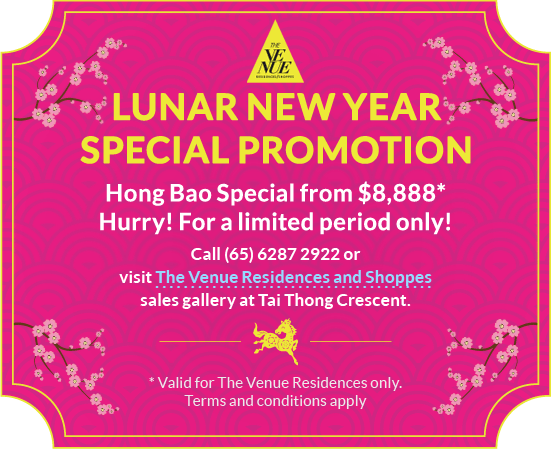 THE
VE
NUE
LUNAR NEW YEAR
SPECIAL PROMOTION
Hong Bao Special from $8,888*
Hurry! For a limited period only!
Call (65) 6287 2922 or
visit The Venue Residences and Shoppes
sales gallery at Tai Thong Crescent.
* Valid for The Venue Residences only.
Terms and conditions apply